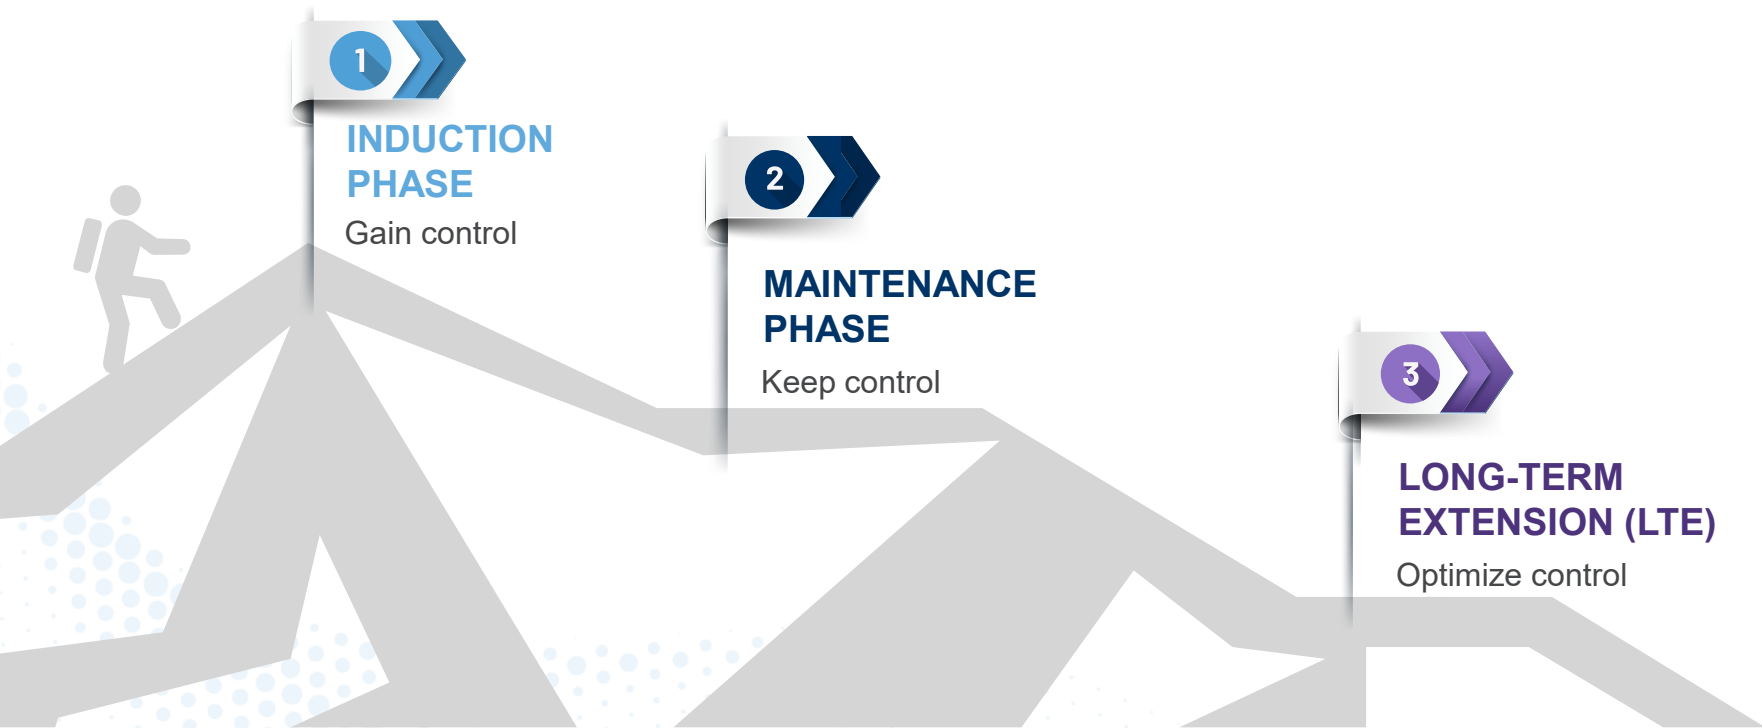 1
INDUCTION
PHASE
Gain control
2
MAINTENANCE
PHASE
Keep control
3
LONG-TERM
EXTENSION (LTE)
Optimize control